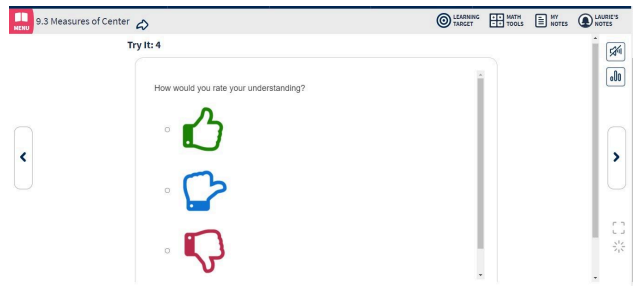 MENU
9.3 Measures of Center
LEARNING
TARGET
MATH
TOOLS
MY
NOTES
LAURIE'S
NOTES
Try It: 4
How would you rate your understanding?